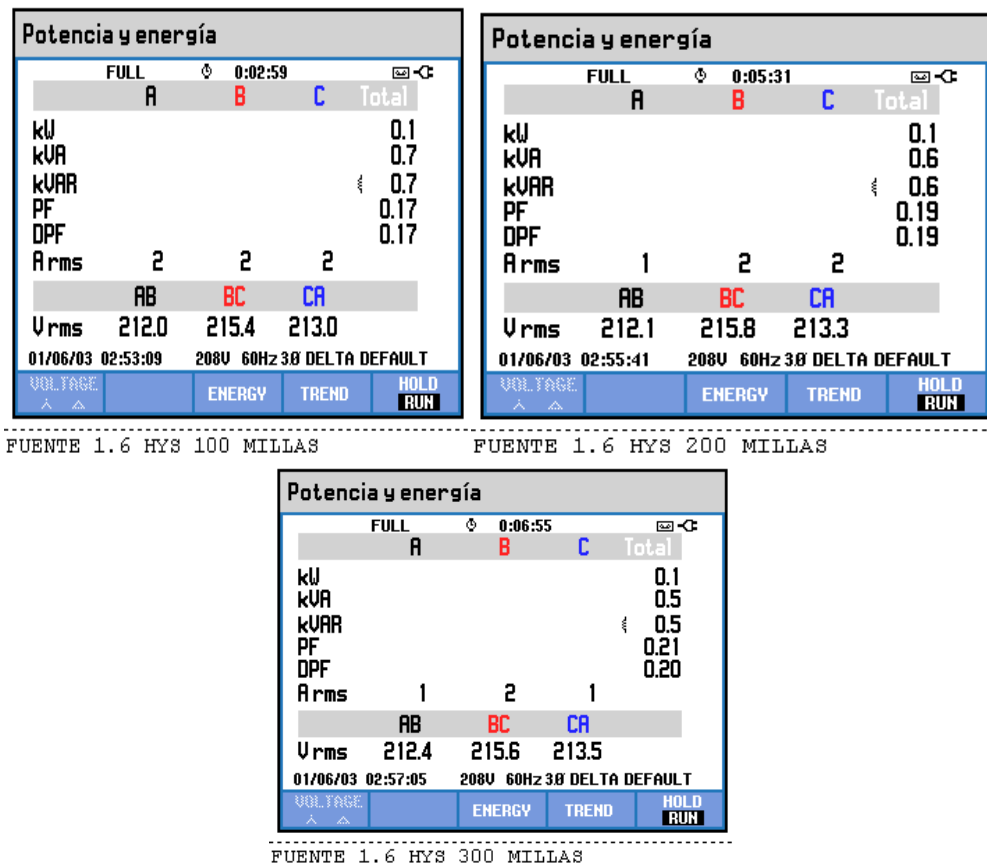 Potencia y energía
FULL 0:02:59
A B C Total
kW 0.1
kVA 0.7
kVAR 0.7
PF 0.17
DPF 0.17
A rms 2 2 2
AB BC CA
V rms 212.0 215.4 213.0
01/06/03 02:53:09 208V 60Hz 3Ø DELTA DEFAULT
VOLTAGE ENERGY TREND HOLD
RUN
FUENTE 1.6 HYS 100 MILLAS
Potencia y energía
FULL 0:05:31
A B C Total
kW 0.1
kVA 0.6
kVAR 0.6
PF 0.19
DPF 0.19
A rms 1 2 2
AB BC CA
V rms 212.1 215.8 213.3
01/06/03 02:55:41 208V 60Hz 3Ø DELTA DEFAULT
VOLTAGE ENERGY TREND HOLD
RUN
FUENTE 1.6 HYS 200 MILLAS
Potencia y energía
FULL 0:06:55
A B C Total
kW 0.1
kVA 0.5
kVAR 0.5
PF 0.21
DPF 0.20
A rms 1 2 1
AB BC CA
V rms 212.4 215.6 213.5
01/06/03 02:57:05 208V 60Hz 3Ø DELTA DEFAULT
VOLTAGE ENERGY TREND HOLD
RUN
FUENTE 1.6 HYS 300 MILLAS